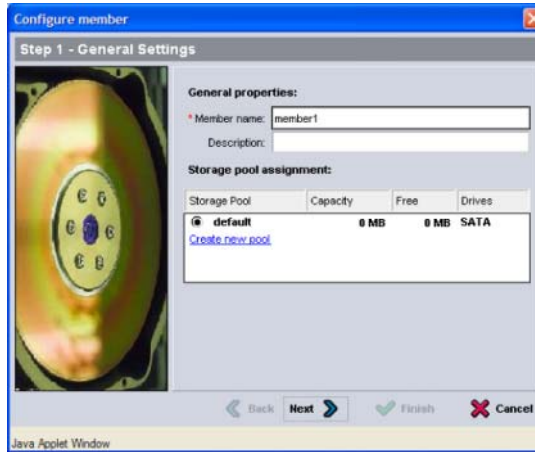 Configure member
Step 1 - General Settings
General properties:
* Member name: member1
Description:
Storage pool assignment:
Storage Pool Capacity Free Drives
default 0 MB 0 MB SATA
Create new pool
Back Next Finish Cancel
Java Applet Window